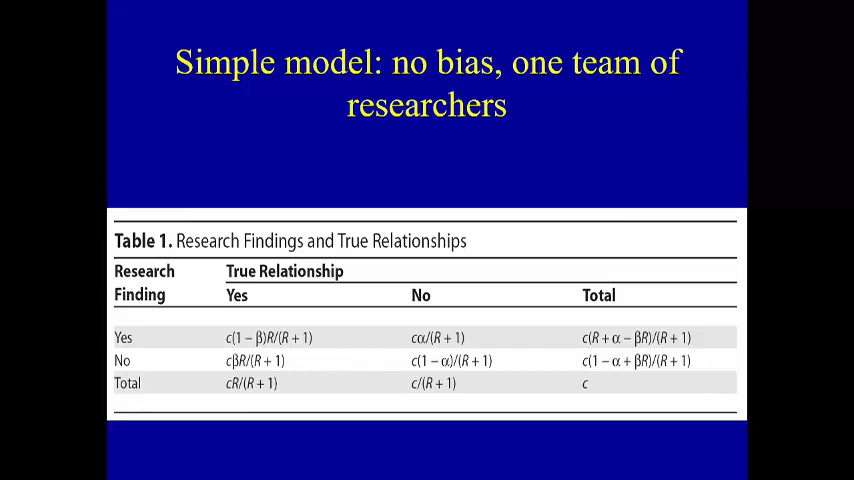 Simple model: no bias, one team of
researchers
Table 1. Research Findings and True Relationships
Research True Relationship
Finding Yes No Total
Yes c(1 − β)R/(R + 1) cα/(R + 1) c(R + α − βR)/(R + 1)
No cβR/(R + 1) c(1 − α)/(R + 1) c(1 − α + βR)/(R + 1)
Total cR/(R + 1) c/(R + 1) c